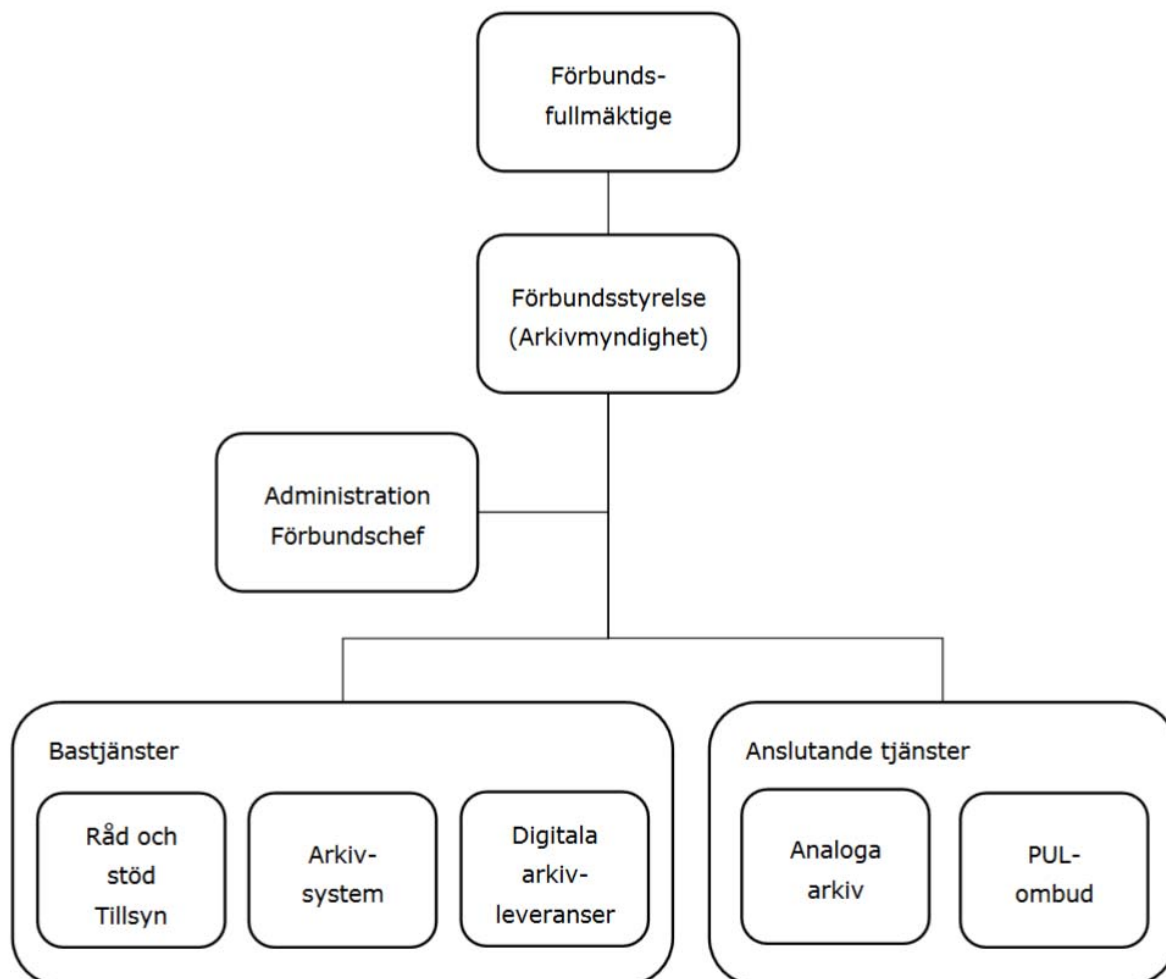 Förbunds-
fullmäktige
Förbundsstyrelse
(Arkivmyndighet)
Administration
Förbundschef
Bastjänster
Råd och
stöd
Tillsyn
Arkiv-
system
Digitala
arkiv-
leveranser
Anslutande tjänster
Analoga
arkiv
PUL-
ombud